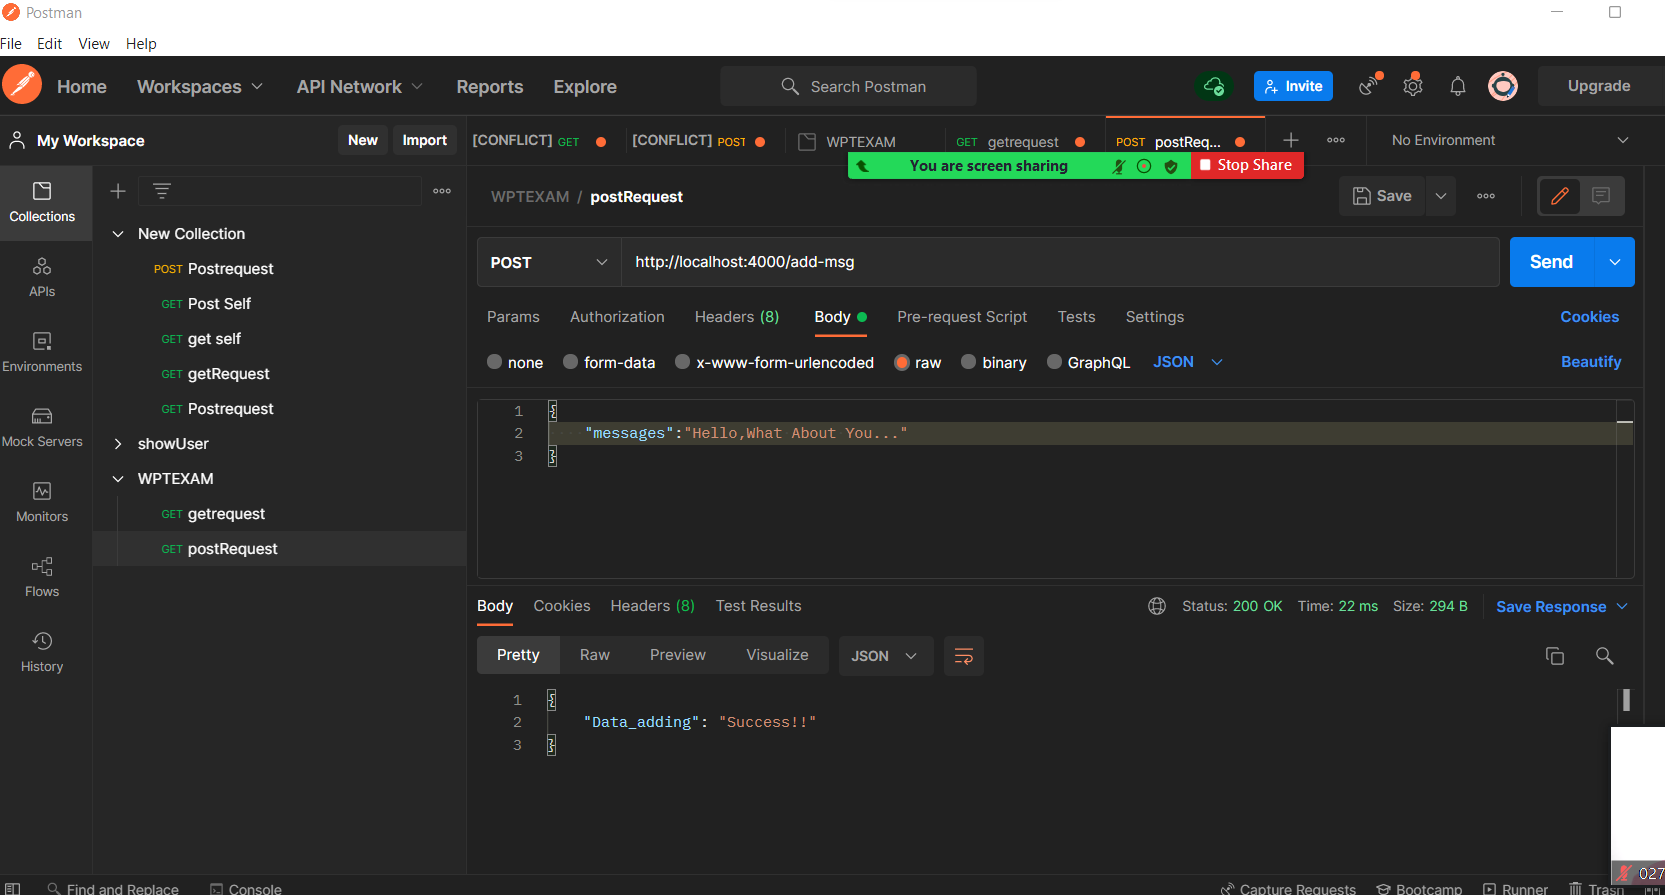 Postman
File Edit View Help
Home Workspaces API Network Reports Explore Search Postman Invite Upgrade
My Workspace New Import [CONFLICT] GET [CONFLICT] POST WPTEXAM GET getrequest POST postReq... No Environment
You are screen sharing Stop Share
WPTEXAM / postRequest Save
Collections
APIs
Environments
Mock Servers
Monitors
Flows
History
New Collection
POST Postrequest
GET Post Self
GET get self
GET getRequest
GET Postrequest
showUser
WPTEXAM
GET getrequest
GET postRequest
POST http://localhost:4000/add-msg Send
Params Authorization Headers (8) Body Pre-request Script Tests Settings Cookies
none form-data x-www-form-urlencoded raw binary GraphQL JSON Beautify
1 {
2 "messages":"Hello,What About You..."
3 }
Body Cookies Headers (8) Test Results Status: 200 OK Time: 22 ms Size: 294 B Save Response
Pretty Raw Preview Visualize JSON
1 {
2 "Data_adding": "Success!!"
3 }
027
Find and Replace Console Capture Requests Bootcamp Runner Trash